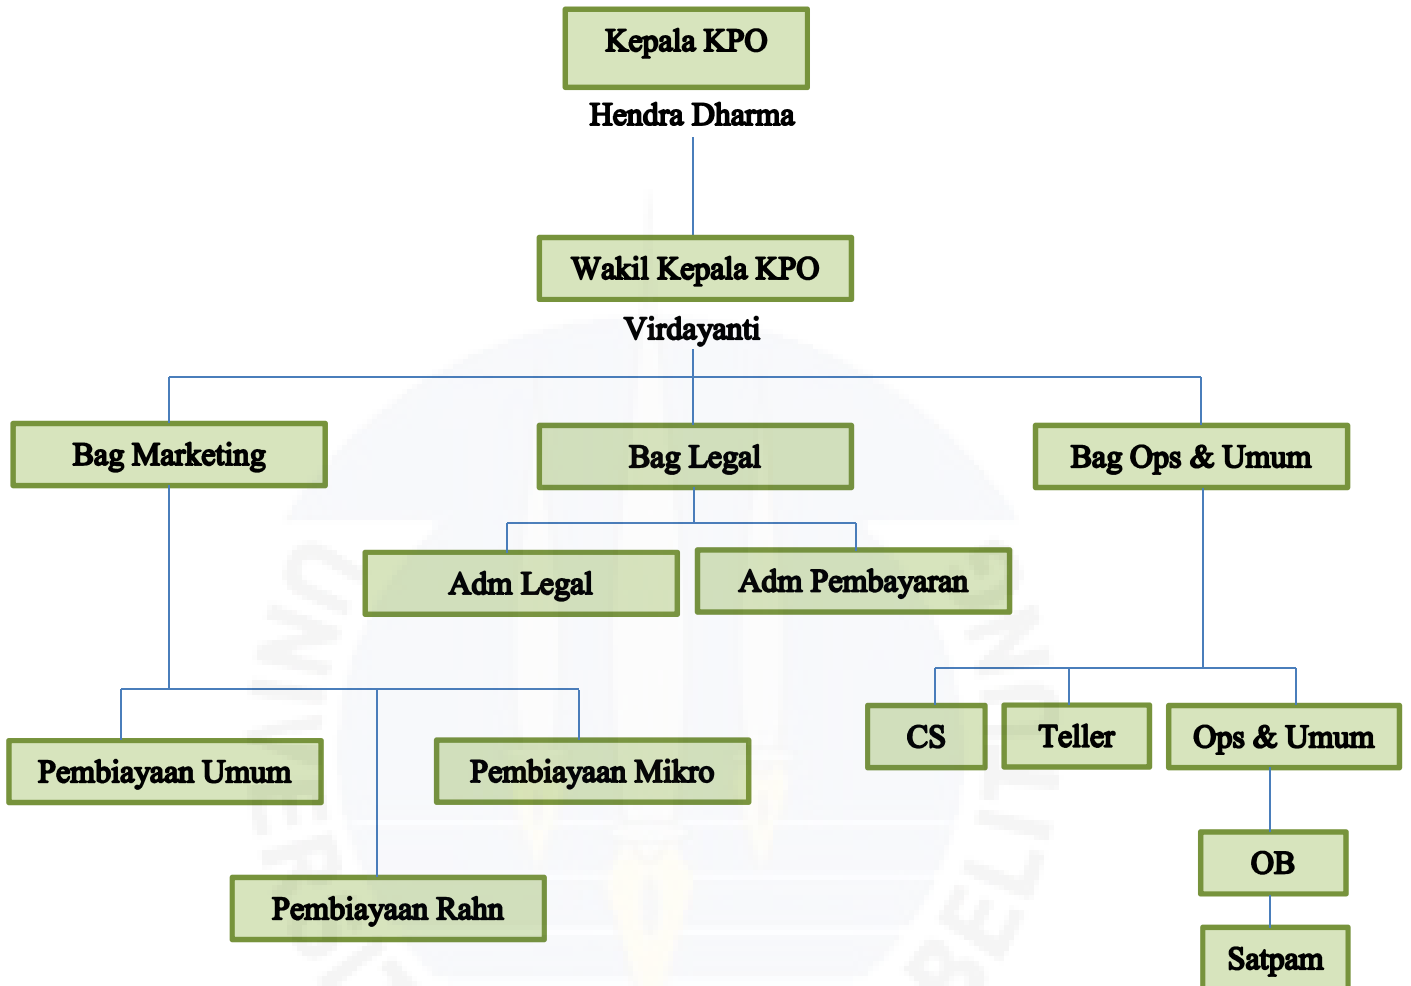 Kepala KPO
Hendra Dharma
Wakil Kepala KPO
Virdayanti
Bag Marketing
Bag Legal
Bag Ops & Umum
Adm Legal
Adm Pembayaran
CS
Teller
Ops & Umum
Pembiayaan Umum
Pembiayaan Mikro
OB
Pembiayaan Rahn
Satpam